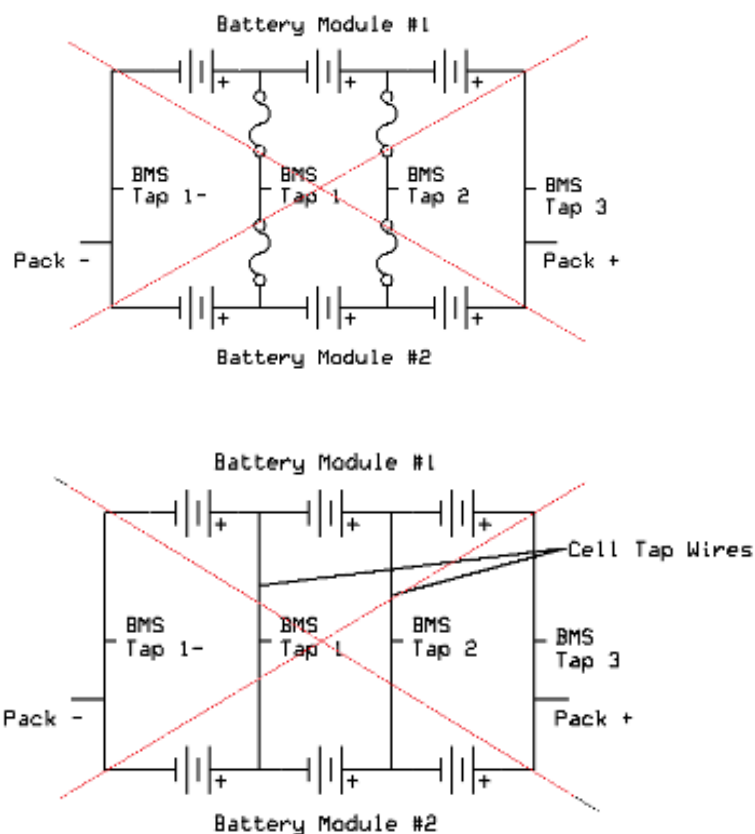 Battery Module #1
BMS
Tap 1-
BMS
Tap 1
BMS
Tap 2
BMS
Tap 3
Pack -
Pack +
Battery Module #2
Battery Module #1
Cell Tap Wires
BMS
Tap 1-
BMS
Tap 1
BMS
Tap 2
BMS
Tap 3
Pack -
Pack +
Battery Module #2